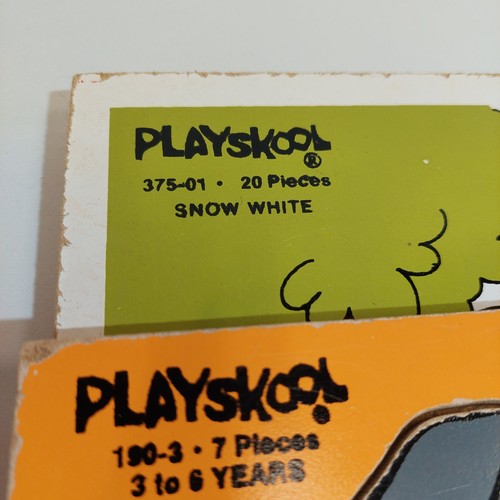 PLAYSKOOL®
375-01 • 20 Pieces
SNOW WHITE
PLAYSKOOL
190-3 • 7 Pieces
3 to 6 YEARS